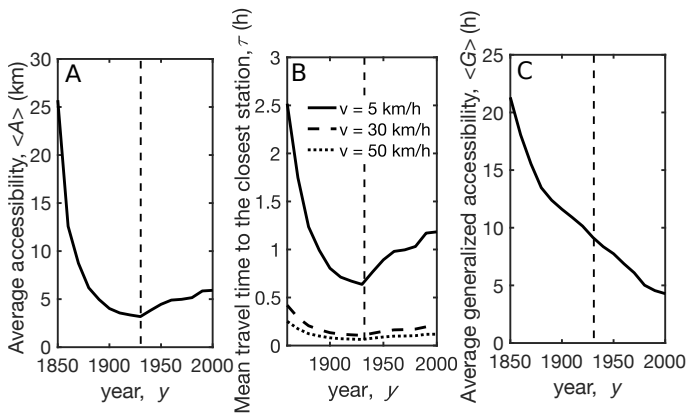 Average accessibility, <A> (km)
A
30
25
20
15
10
5
0
1850 1900 1950 2000
year, y
Mean travel time to the closest station, τ (h)
B
3
2.5
2
1.5
1
0.5
0
v = 5 km/h
v = 30 km/h
v = 50 km/h
1900 1950 2000
year, y
Average generalized accessibility, <G> (h)
C
25
20
15
10
5
0
1850 1900 1950 2000
year, y